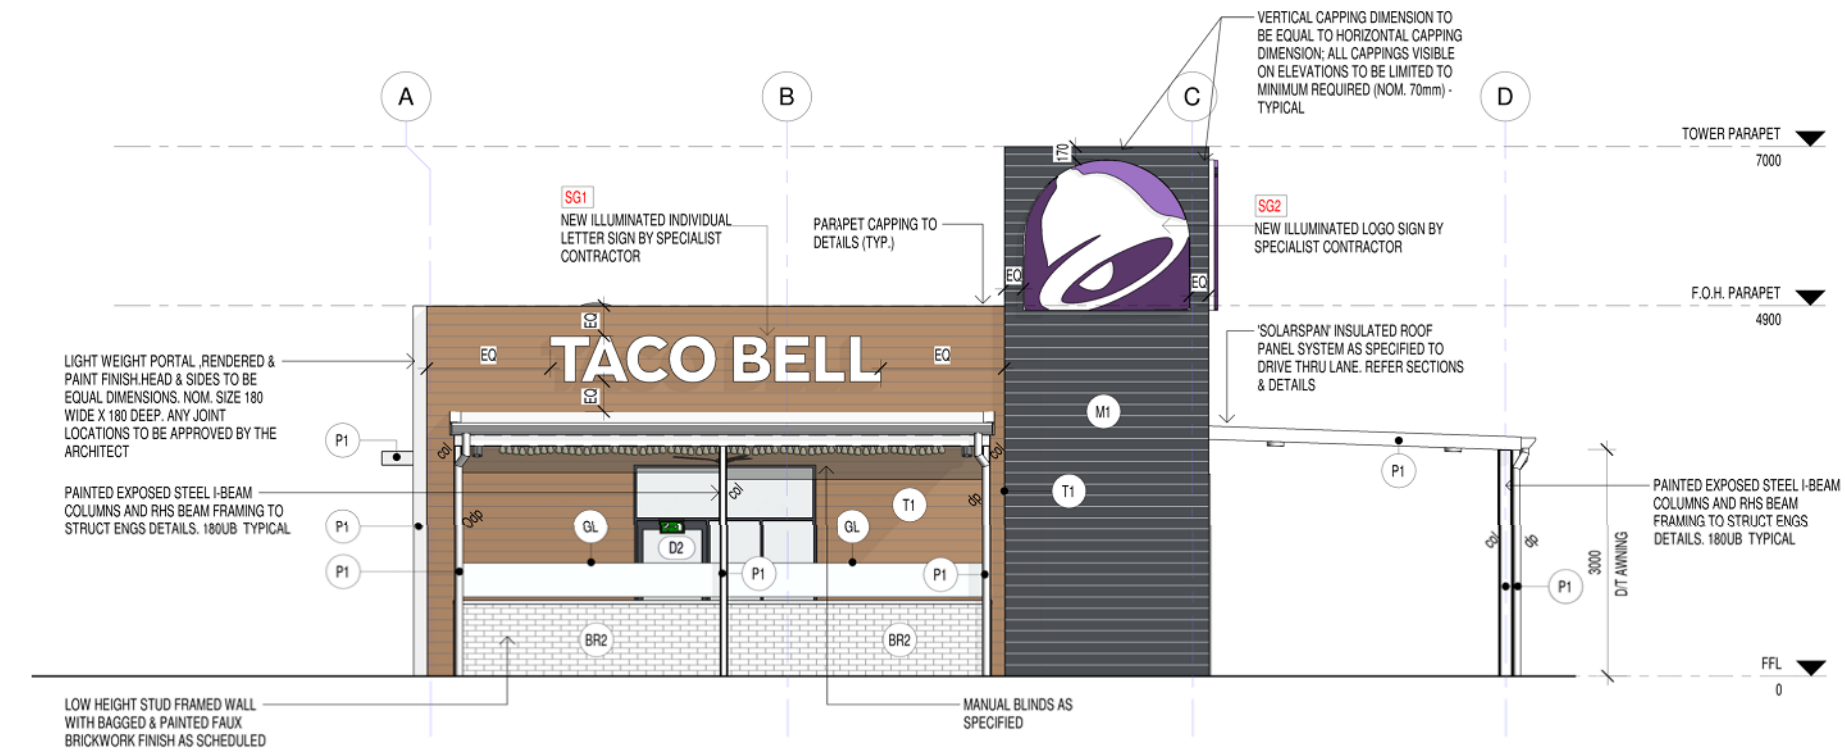 VERTICAL CAPPING DIMENSION TO
BE EQUAL TO HORIZONTAL CAPPING
DIMENSION; ALL CAPPINGS VISIBLE
ON ELEVATIONS TO BE LIMITED TO
MINIMUM REQUIRED (NOM. 70mm) -
TYPICAL
A
B
C
D
TOWER PARAPET
7000
170
SG1
NEW ILLUMINATED INDIVIDUAL
LETTER SIGN BY SPECIALIST
CONTRACTOR
PARAPET CAPPING TO
DETAILS (TYP.)
SG2
NEW ILLUMINATED LOGO SIGN BY
SPECIALIST CONTRACTOR
EQ
EQ
F.O.H. PARAPET
4900
EQ
EQ
TACO BELL
EQ
EQ
'SOLARSPAN' INSULATED ROOF
PANEL SYSTEM AS SPECIFIED TO
DRIVE THRU LANE. REFER SECTIONS
& DETAILS
LIGHT WEIGHT PORTAL ,RENDERED &
PAINT FINISH.HEAD & SIDES TO BE
EQUAL DIMENSIONS. NOM. SIZE 180
WIDE X 180 DEEP. ANY JOINT
LOCATIONS TO BE APPROVED BY THE
ARCHITECT
M1
P1
col
col
P1
PAINTED EXPOSED STEEL I-BEAM
COLUMNS AND RHS BEAM FRAMING TO
STRUCT ENGS DETAILS. 180UB TYPICAL
col
T1
dp
T1
PAINTED EXPOSED STEEL I-BEAM
COLUMNS AND RHS BEAM
FRAMING TO STRUCT ENGS
DETAILS. 180UB TYPICAL
P1
Odp
GL
D2
GL
col
dp
3000
D/T AWNING
P1
P1
P1
P1
BR2
BR2
FFL
0
LOW HEIGHT STUD FRAMED WALL
WITH BAGGED & PAINTED FAUX
BRICKWORK FINISH AS SCHEDULED
MANUAL BLINDS AS
SPECIFIED